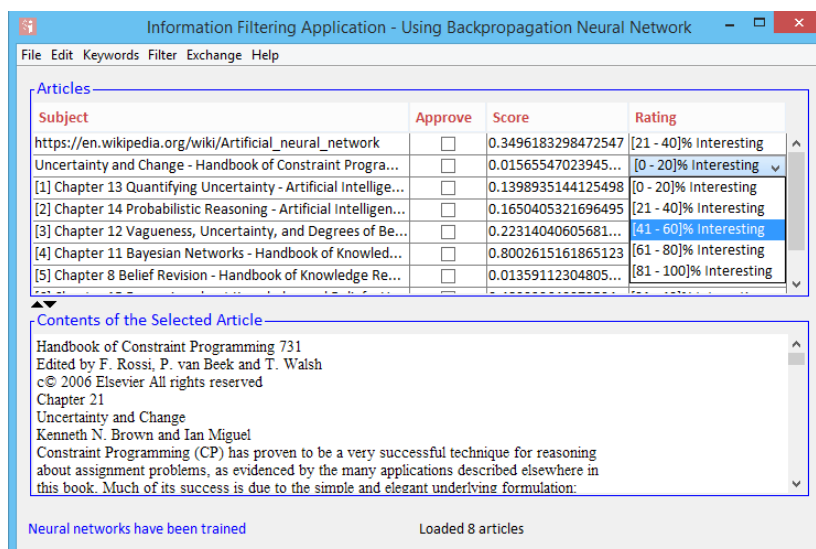 Information Filtering Application - Using Backpropagation Neural Network
File Edit Keywords Filter Exchange Help
Articles
Subject Approve Score Rating
https://en.wikipedia.org/wiki/Artificial_neural_network 0.3496183298472547 [21 - 40]% Interesting
Uncertainty and Change - Handbook of Constraint Progra... 0.01565547023945... [0 - 20]% Interesting
[1] Chapter 13 Quantifying Uncertainty - Artificial Intellige... 0.1398935144125498 [0 - 20]% Interesting
[2] Chapter 14 Probabilistic Reasoning - Artificial Intelligen... 0.1650405321696495 [21 - 40]% Interesting
[3] Chapter 12 Vagueness, Uncertainty, and Degrees of Be... 0.22314040605681... [41 - 60]% Interesting
[4] Chapter 11 Bayesian Networks - Handbook of Knowled... 0.8002615161865123 [61 - 80]% Interesting
[5] Chapter 8 Belief Revision - Handbook of Knowledge Re... 0.01359112304805... [81 - 100]% Interesting
Contents of the Selected Article
Handbook of Constraint Programming 731
Edited by F. Rossi, P. van Beek and T. Walsh
c© 2006 Elsevier All rights reserved
Chapter 21
Uncertainty and Change
Kenneth N. Brown and Ian Miguel
Constraint Programming (CP) has proven to be a very successful technique for reasoning
about assignment problems, as evidenced by the many applications described elsewhere in
this book. Much of its success is due to the simple and elegant underlying formulation:
Neural networks have been trained Loaded 8 articles